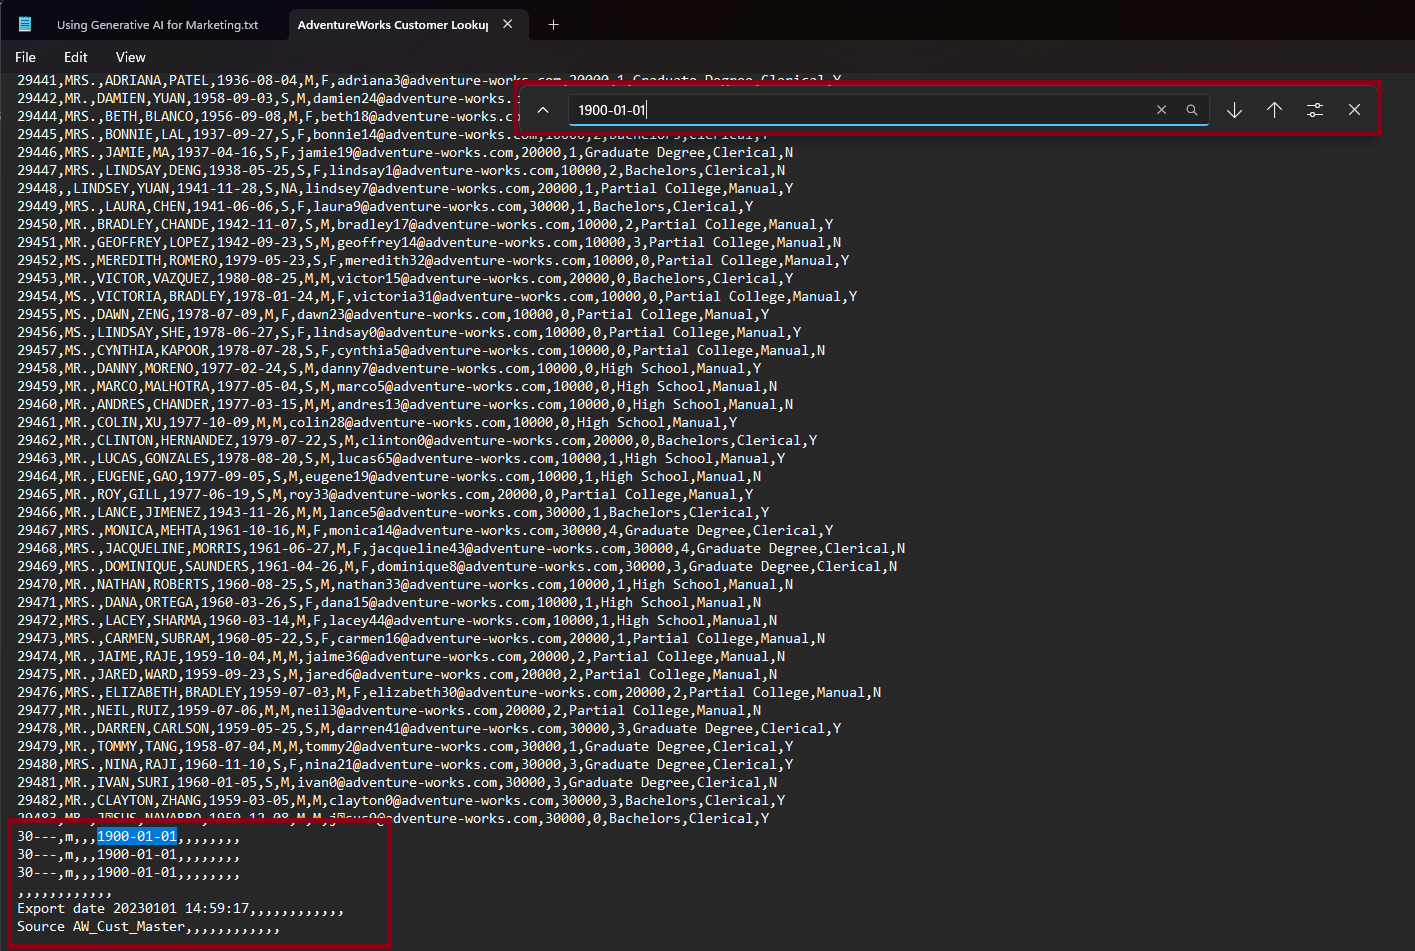 Using Generative AI for Marketing.txt
AdventureWorks Customer Lookup
File Edit View
1900-01-01
29441,MRS.,ADRIANA,PATEL,1936-08-04,M,F,adriana3@adventure-works.com,20000,1,Graduate Degree,Clerical,Y
29442,MR.,DAMIEN,YUAN,1958-09-03,S,M,damien24@adventure-works.c
29444,MRS.,BETH,BLANCO,1956-09-08,M,F,beth18@adventure-works.co
29445,MRS.,BONNIE,LAL,1937-09-27,S,F,bonnie14@adventure-works.com,10000,2,Bachelors,Clerical,Y
29446,MRS.,JAMIE,MA,1937-04-16,S,F,jamie19@adventure-works.com,20000,1,Graduate Degree,Clerical,N
29447,MRS.,LINDSAY,DENG,1938-05-25,S,F,lindsay1@adventure-works.com,10000,2,Bachelors,Clerical,N
29448,,LINDSEY,YUAN,1941-11-28,S,NA,lindsey7@adventure-works.com,20000,1,Partial College,Manual,Y
29449,MRS.,LAURA,CHEN,1941-06-06,S,F,laura9@adventure-works.com,30000,1,Bachelors,Clerical,Y
29450,MR.,BRADLEY,CHANDE,1942-11-07,S,M,bradley17@adventure-works.com,10000,2,Partial College,Manual,Y
29451,MR.,GEOFFREY,LOPEZ,1942-09-23,S,M,geoffrey14@adventure-works.com,10000,3,Partial College,Manual,N
29452,MS.,MEREDITH,ROMERO,1979-05-23,S,F,meredith32@adventure-works.com,10000,0,Partial College,Manual,Y
29453,MR.,VICTOR,VAZQUEZ,1980-08-25,M,M,victor15@adventure-works.com,20000,0,Bachelors,Clerical,Y
29454,MS.,VICTORIA,BRADLEY,1978-01-24,M,F,victoria31@adventure-works.com,10000,0,Partial College,Manual,Y
29455,MS.,DAWN,ZENG,1978-07-09,M,F,dawn23@adventure-works.com,10000,0,Partial College,Manual,Y
29456,MS.,LINDSAY,SHE,1978-06-27,S,F,lindsay0@adventure-works.com,10000,0,Partial College,Manual,Y
29457,MS.,CYNTHIA,KAPOOR,1978-07-28,S,F,cynthia5@adventure-works.com,10000,0,Partial College,Manual,N
29458,MR.,DANNY,MORENO,1977-02-24,S,M,danny7@adventure-works.com,10000,0,High School,Manual,Y
29459,MR.,MARCO,MALHOTRA,1977-05-04,S,M,marco5@adventure-works.com,10000,0,High School,Manual,N
29460,MR.,ANDRES,CHANDER,1977-03-15,M,M,andres13@adventure-works.com,10000,0,High School,Manual,N
29461,MR.,COLIN,XU,1977-10-09,M,M,colin28@adventure-works.com,10000,0,High School,Manual,Y
29462,MR.,CLINTON,HERNANDEZ,1979-07-22,S,M,clinton0@adventure-works.com,20000,0,Bachelors,Clerical,Y
29463,MR.,LUCAS,GONZALES,1978-08-20,S,M,lucas65@adventure-works.com,10000,1,High School,Manual,Y
29464,MR.,EUGENE,GAO,1977-09-05,S,M,eugene19@adventure-works.com,10000,1,High School,Manual,N
29465,MR.,ROY,GILL,1977-06-19,S,M,roy33@adventure-works.com,20000,0,Partial College,Manual,Y
29466,MR.,LANCE,JIMENEZ,1943-11-26,M,M,lance5@adventure-works.com,30000,1,Bachelors,Clerical,Y
29467,MRS.,MONICA,MEHTA,1961-10-16,M,F,monica14@adventure-works.com,30000,4,Graduate Degree,Clerical,Y
29468,MRS.,JACQUELINE,MORRIS,1961-06-27,M,F,jacqueline43@adventure-works.com,30000,4,Graduate Degree,Clerical,N
29469,MRS.,DOMINIQUE,SAUNDERS,1961-04-26,M,F,dominique8@adventure-works.com,30000,3,Graduate Degree,Clerical,N
29470,MR.,NATHAN,ROBERTS,1960-08-25,S,M,nathan33@adventure-works.com,10000,1,High School,Manual,N
29471,MRS.,DANA,ORTEGA,1960-03-26,S,F,dana15@adventure-works.com,10000,1,High School,Manual,N
29472,MRS.,LACEY,SHARMA,1960-03-14,M,F,lacey44@adventure-works.com,10000,1,High School,Manual,N
29473,MRS.,CARMEN,SUBRAM,1960-05-22,S,F,carmen16@adventure-works.com,20000,1,Partial College,Manual,N
29474,MR.,JAIME,RAJE,1959-10-04,M,M,jaime36@adventure-works.com,20000,2,Partial College,Manual,N
29475,MR.,JARED,WARD,1959-09-23,S,M,jared6@adventure-works.com,20000,2,Partial College,Manual,N
29476,MRS.,ELIZABETH,BRADLEY,1959-07-03,M,F,elizabeth30@adventure-works.com,20000,2,Partial College,Manual,N
29477,MR.,NEIL,RUIZ,1959-07-06,M,M,neil3@adventure-works.com,20000,2,Partial College,Manual,N
29478,MR.,DARREN,CARLSON,1959-05-25,S,M,darren41@adventure-works.com,30000,3,Graduate Degree,Clerical,Y
29479,MR.,TOMMY,TANG,1958-07-04,M,M,tommy2@adventure-works.com,30000,1,Graduate Degree,Clerical,Y
29480,MRS.,NINA,RAJI,1960-11-10,S,F,nina21@adventure-works.com,30000,3,Graduate Degree,Clerical,Y
29481,MR.,IVAN,SURI,1960-01-05,S,M,ivan0@adventure-works.com,30000,3,Graduate Degree,Clerical,N
29482,MR.,CLAYTON,ZHANG,1959-03-05,M,M,clayton0@adventure-works.com,30000,3,Bachelors,Clerical,Y
29483,MR.,J�SUS,NAVARRO,1959-12-08,M,M,j�sus9@adventure-works.com,30000,0,Bachelors,Clerical,Y
30---,m,,,1900-01-01,,,,,,,,
30---,m,,,1900-01-01,,,,,,,,
30---,m,,,1900-01-01,,,,,,,,
,,,,,,,,,,,,
Export date 20230101 14:59:17,,,,,,,,,,,,
Source AW_Cust_Master,,,,,,,,,,,,